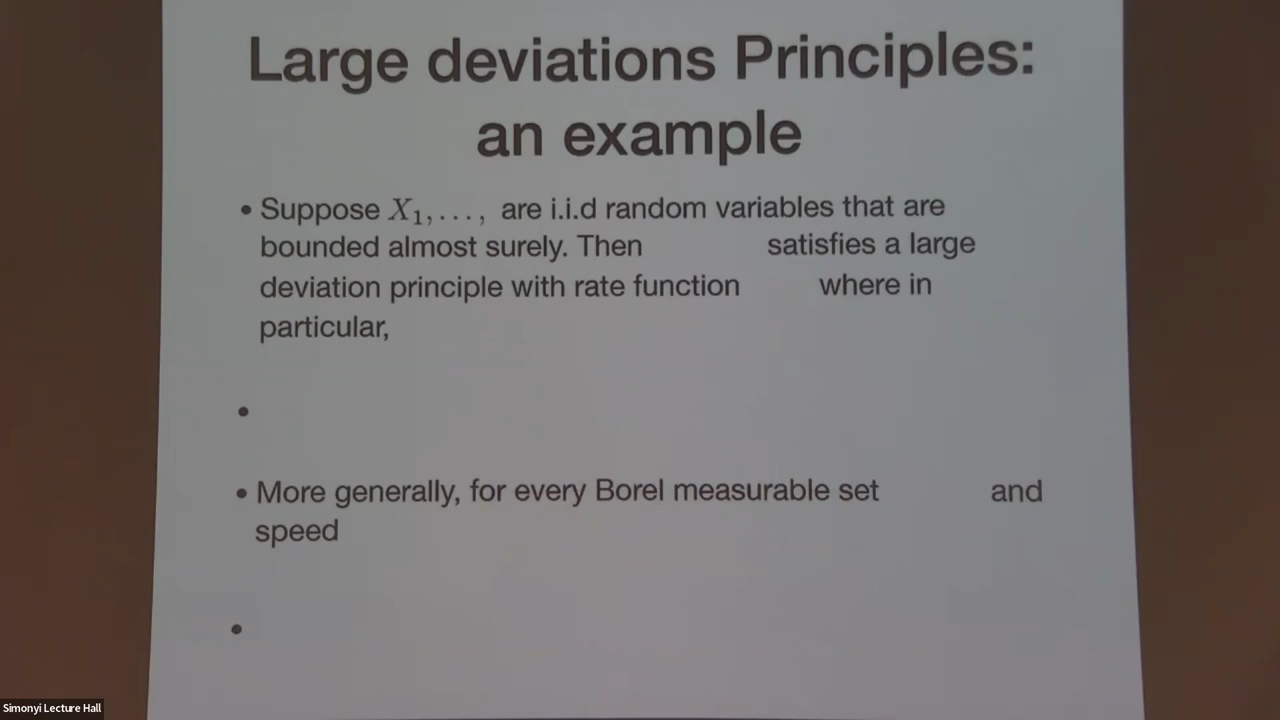 Large deviations Principles:
an example
• Suppose X₁, . . . , are i.i.d random variables that are
bounded almost surely. Then satisfies a large
deviation principle with rate function where in
particular,
•
• More generally, for every Borel measurable set and
speed
•
Simonyi Lecture Hall